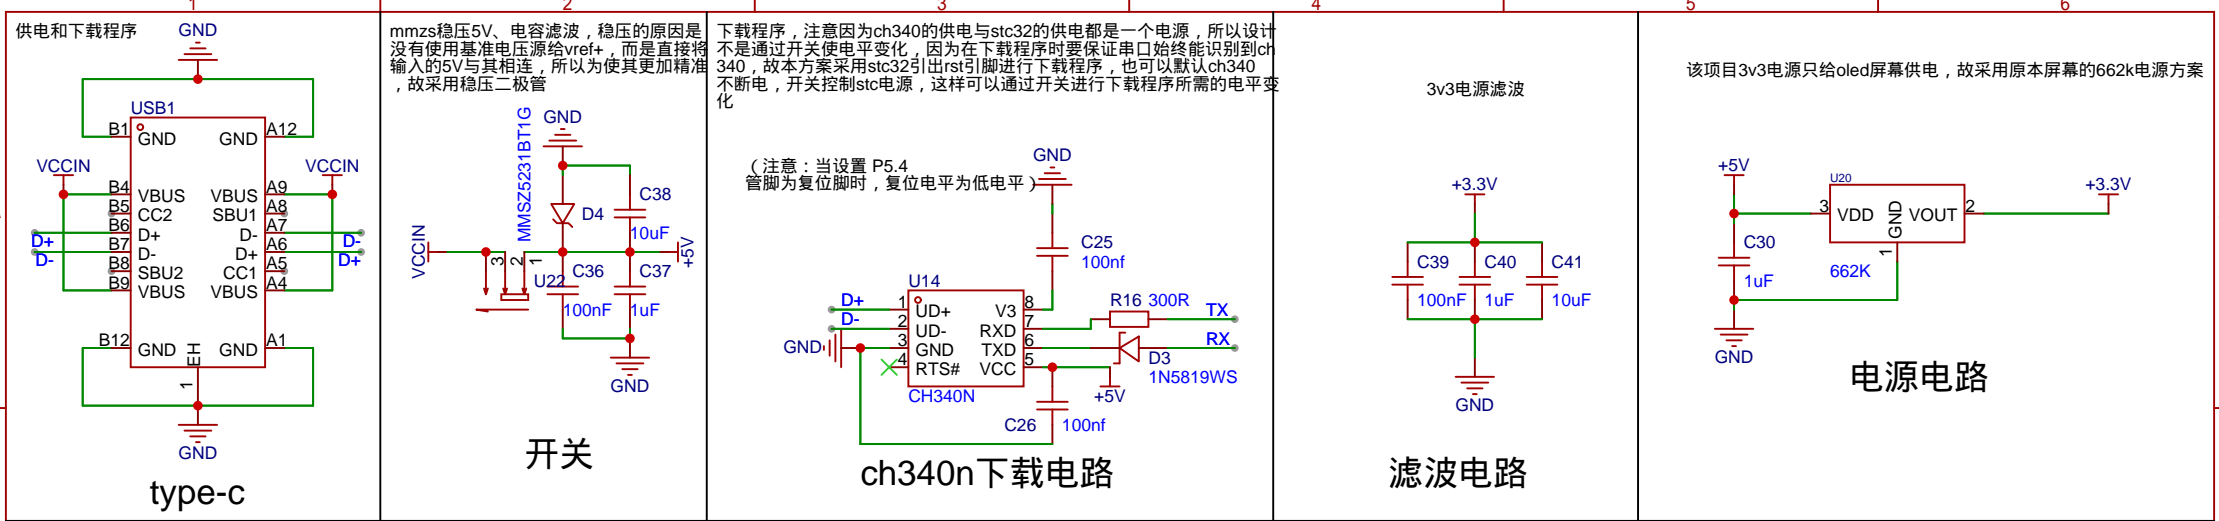 1
2
3
4
5
6
供电和下载程序
GND
USB1
B1
GND
GND
A12
VCCIN
VCCIN
B4
VBUS
VBUS
A9
B5
CC2
SBU1
A8
B6
D+
D-
A7
D+
D-
B7
D-
D+
A6
D-
D+
B8
SBU2
CC1
A5
B9
VBUS
VBUS
A4
B12
GND
EH
GND
A1
1
GND
type-c
mmzs稳压5V、电容滤波，稳压的原因是
没有使用基准电压源给vref+，而是直接将
输入的5V与其相连，所以为使其更加精准
，故采用稳压二极管
MMSZ5231BT1G
GND
C38
D4
10uF
VCCIN
3
2
1
U22
+5V
C36
C37
100nF
1uF
GND
开关
下载程序，注意因为ch340的供电与stc32的供电都是一个电源，所以设计
不是通过开关使电平变化，因为在下载程序时要保证串口始终能识别到ch
340，故本方案采用stc32引出rst引脚进行下载程序，也可以默认ch340
不断电，开关控制stc电源，这样可以通过开关进行下载程序所需的电平变
化
（注意：当设置 P5.4
管脚为复位脚时，复位电平为低电平）
GND
C25
100nf
U14
D+
1
UD+
V3
8
R16 300R
TX
D-
2
UD-
RXD
7
GND
3
GND
TXD
6
RX
D3
4
RTS#
VCC
5
1N5819WS
CH340N
+5V
C26
100nf
ch340n下载电路
3v3电源滤波
+3.3V
C39
C40
C41
100nF
1uF
10uF
GND
滤波电路
该项目3v3电源只给oled屏幕供电，故采用原本屏幕的662k电源方案
+5V
U20
+3.3V
3
VDD
GND
VOUT
2
1
C30
1uF
662K
GND
电源电路